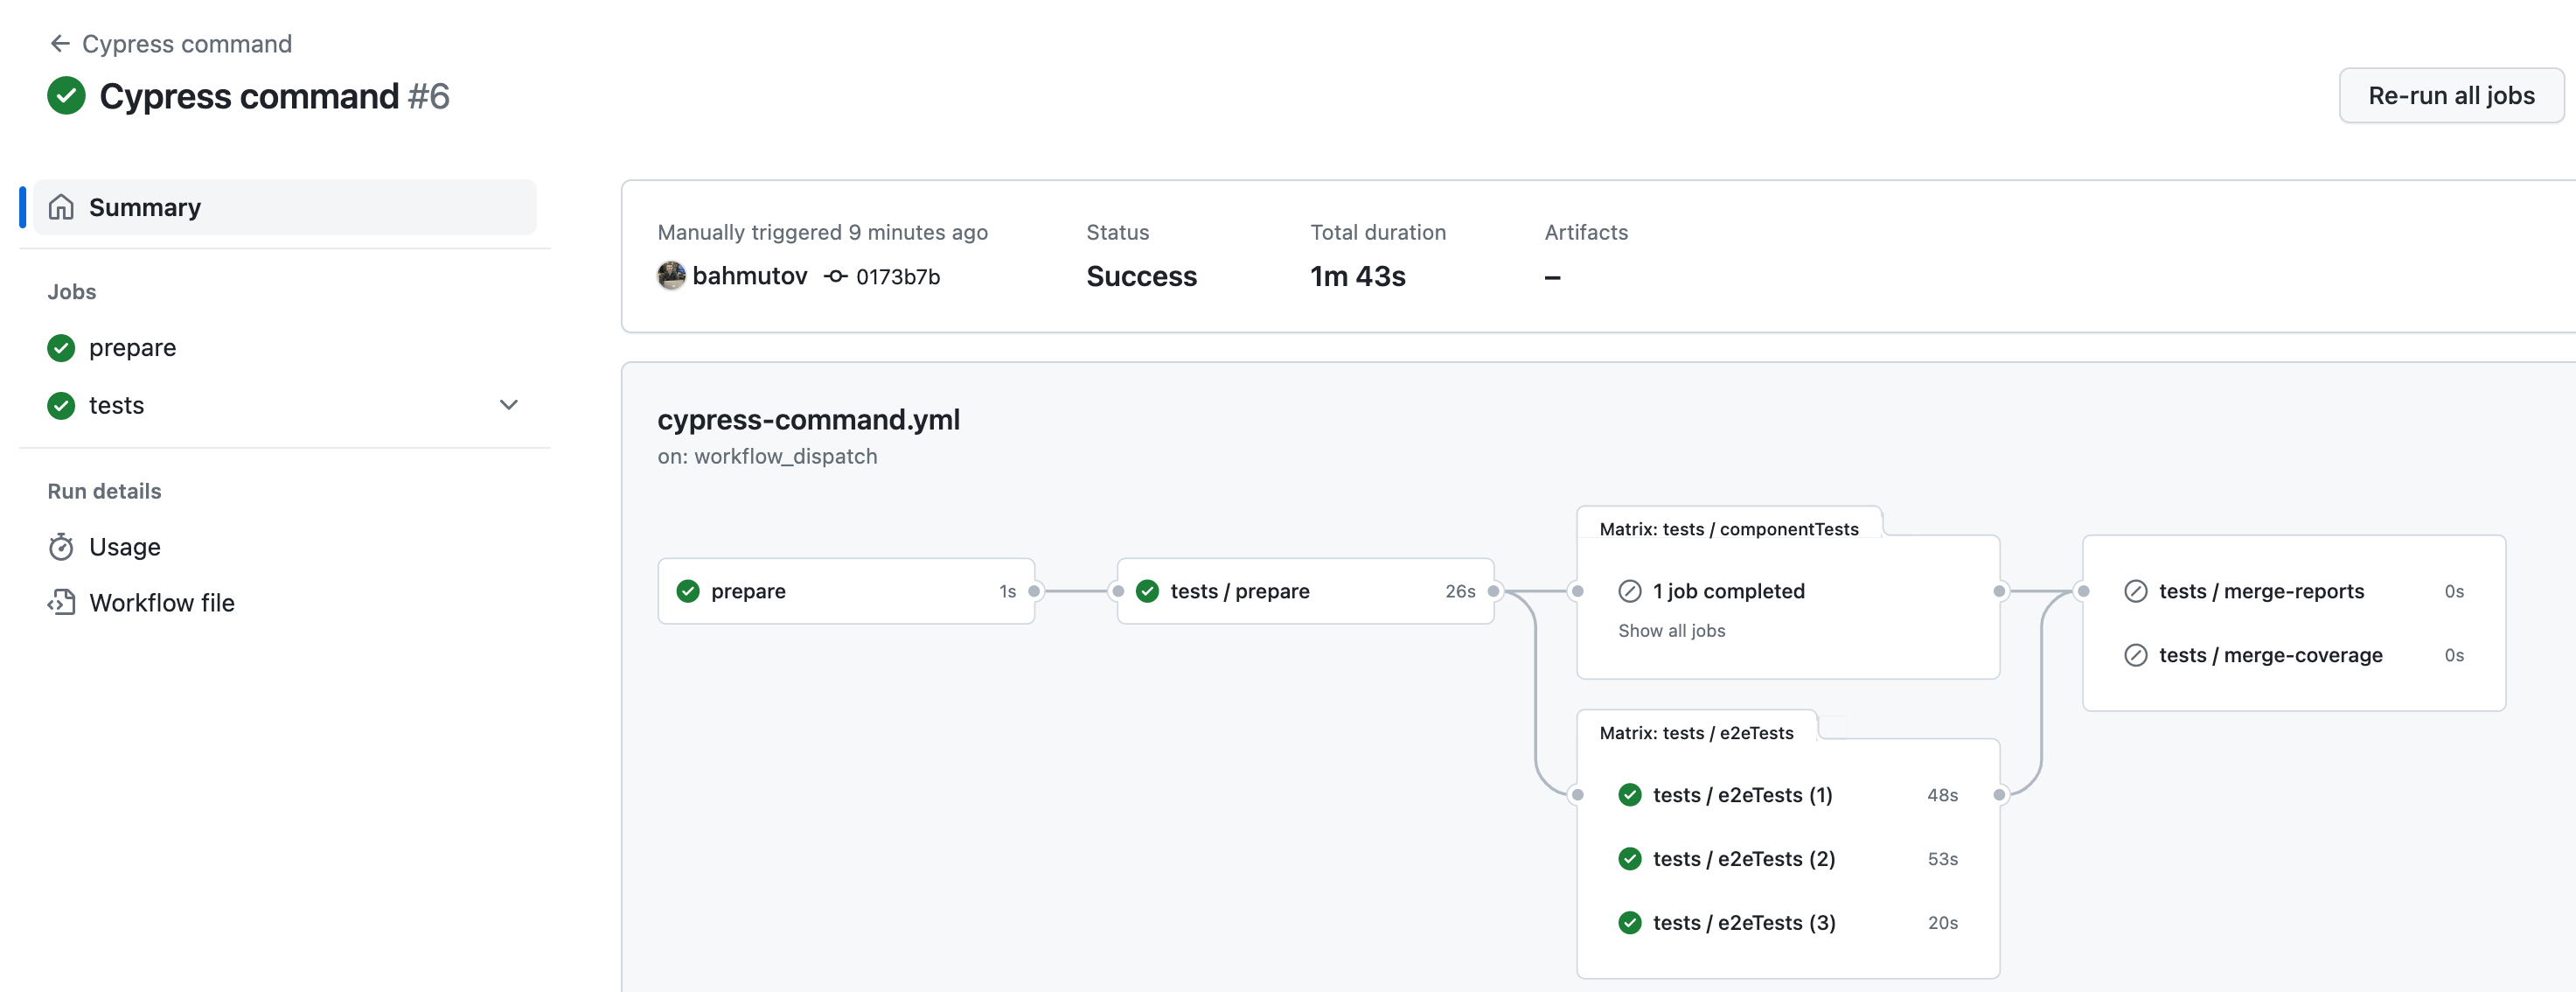 ← Cypress command
Cypress command #6
Re-run all jobs
Summary
Jobs
prepare
tests
Run details
Usage
Workflow file
Manually triggered 9 minutes ago
bahmutov 0173b7b
Status
Success
Total duration
1m 43s
Artifacts
–
cypress-command.yml
on: workflow_dispatch
prepare 1s
tests / prepare 26s
Matrix: tests / componentTests
1 job completed
Show all jobs
Matrix: tests / e2eTests
tests / e2eTests (1) 48s
tests / e2eTests (2) 53s
tests / e2eTests (3) 20s
tests / merge-reports 0s
tests / merge-coverage 0s